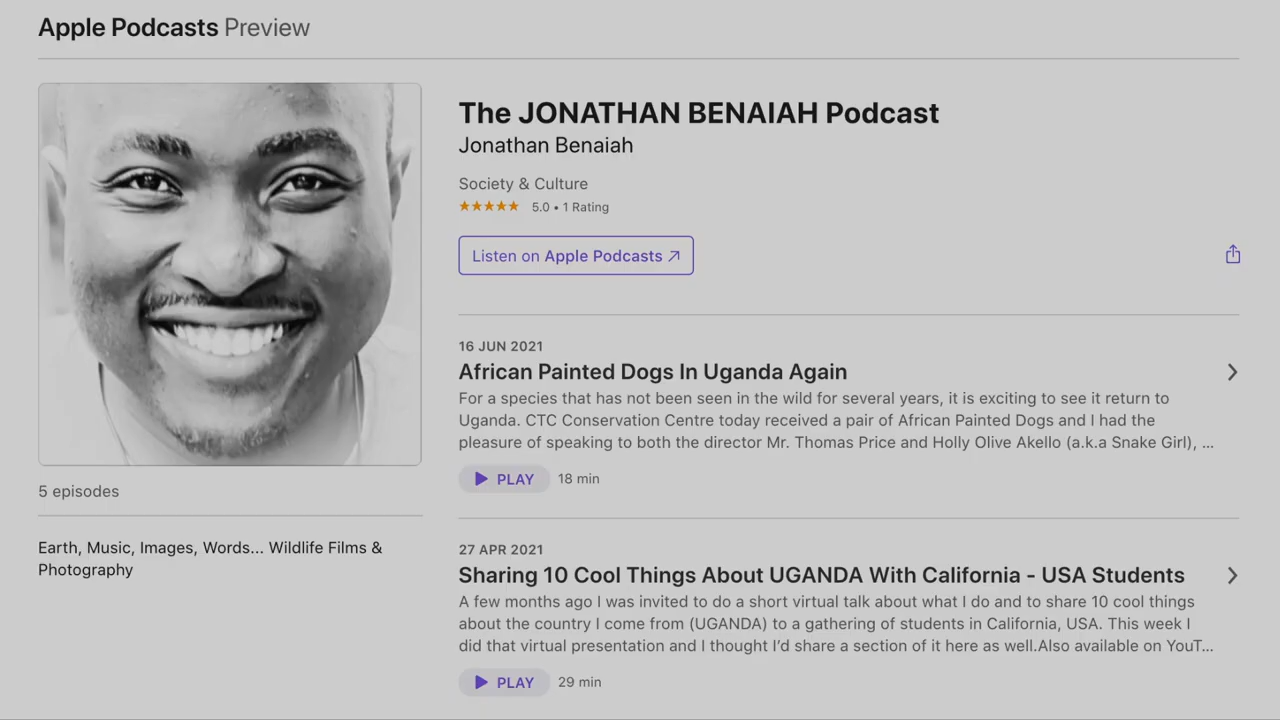 Apple Podcasts Preview
The JONATHAN BENAIAH Podcast
Jonathan Benaiah
Society & Culture
★★★★★ 5.0 • 1 Rating
Listen on Apple Podcasts ↗
5 episodes
Earth, Music, Images, Words... Wildlife Films &
Photography
16 JUN 2021
African Painted Dogs In Uganda Again
For a species that has not been seen in the wild for several years, it is exciting to see it return to
Uganda. CTC Conservation Centre today received a pair of African Painted Dogs and I had the
pleasure of speaking to both the director Mr. Thomas Price and Holly Olive Akello (a.k.a Snake Girl), ...
PLAY 18 min
27 APR 2021
Sharing 10 Cool Things About UGANDA With California - USA Students
A few months ago I was invited to do a short virtual talk about what I do and to share 10 cool things
about the country I come from (UGANDA) to a gathering of students in California, USA. This week I
did that virtual presentation and I thought I'd share a section of it here as well.Also available on YouT...
PLAY 29 min